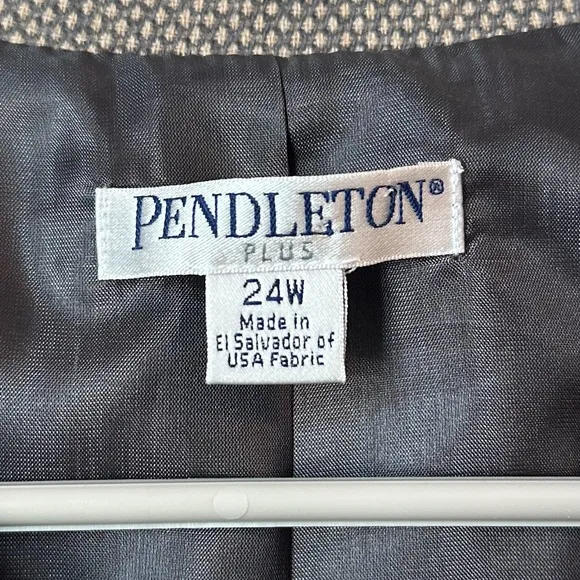 PENDLETON®
PLUS
24W
Made in
El Salvador of
USA Fabric